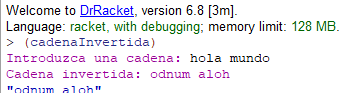 Welcome to DrRacket, version 6.8 [3m].
Language: racket, with debugging; memory limit: 128 MB.
> (cadenaInvertida)
Introduzca una cadena: hola mundo
Cadena invertida: odnum aloh
"odnum aloh"